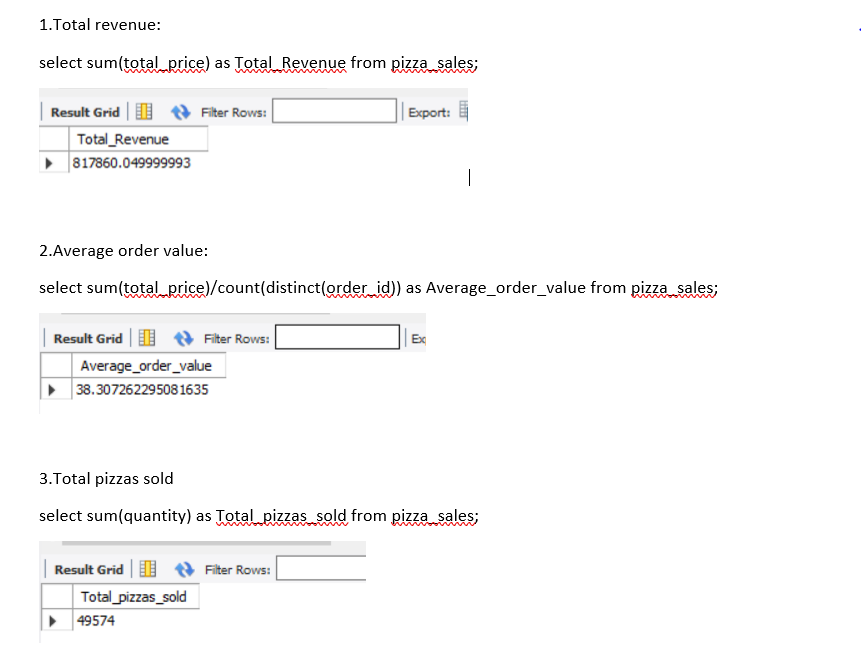 1.Total revenue:
select sum(total_price) as Total_Revenue from pizza_sales;
Result Grid Filter Rows: Export:
Total_Revenue
817860.049999993
2.Average order value:
select sum(total_price)/count(distinct(order_id)) as Average_order_value from pizza_sales;
Result Grid Filter Rows: Ex
Average_order_value
38.307262295081635
3.Total pizzas sold
select sum(quantity) as Total_pizzas_sold from pizza_sales;
Result Grid Filter Rows:
Total_pizzas_sold
49574